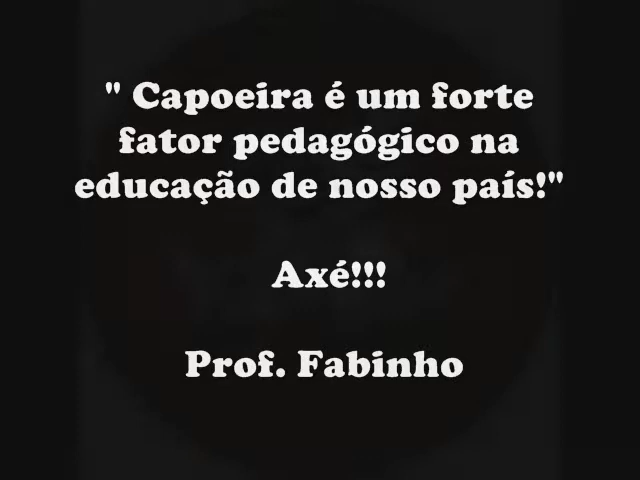 " Capoeira é um forte
fator pedagógico na
educação de nosso país!"
Axé!!!
Prof. Fabinho